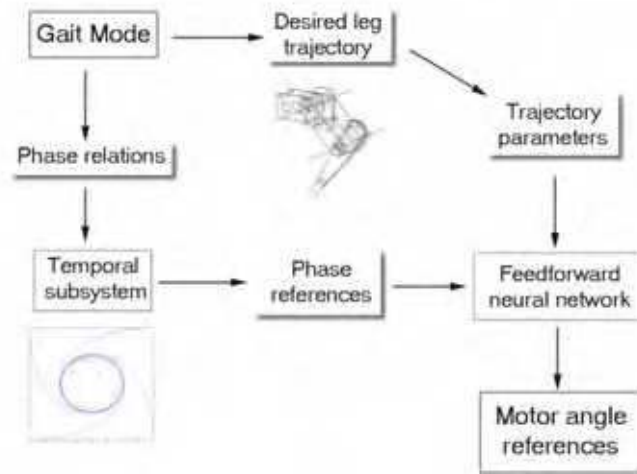 Gait Mode
Desired leg
trajectory
Trajectory
parameters
Phase relations
Temporal
subsystem
Phase
references
Feedforward
neural network
Motor angle
references